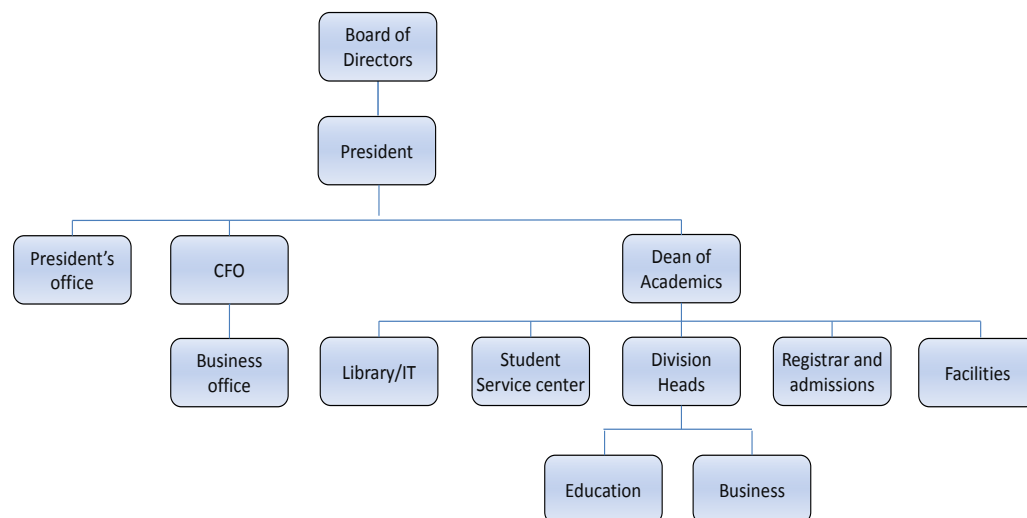 Board of
Directors
President
President’s
office
CFO
Dean of
Academics
Business
office
Library/IT
Student
Service center
Division
Heads
Registrar and
admissions
Facilities
Education
Business